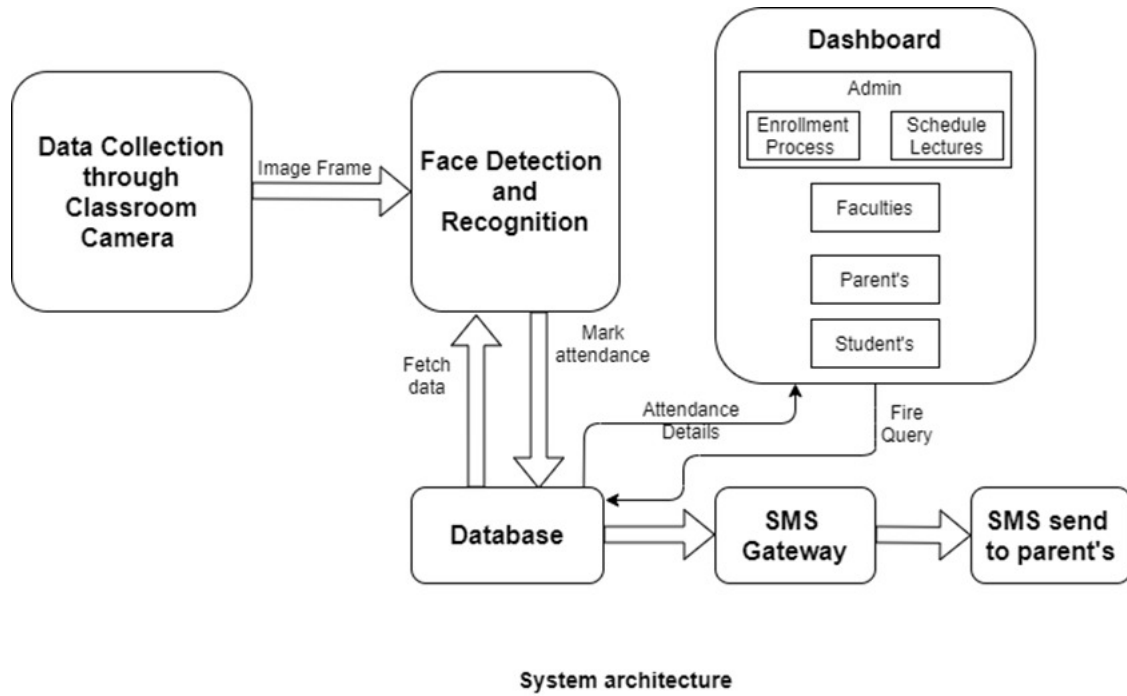 Data Collection
through
Classroom
Camera
Image Frame
Face Detection
and
Recognition
Dashboard
Admin
Enrollment
Process
Schedule
Lectures
Faculties
Parent's
Student's
Fetch
data
Mark
attendance
Attendance
Details
Fire
Query
Database
SMS
Gateway
SMS send
to parent's
System architecture